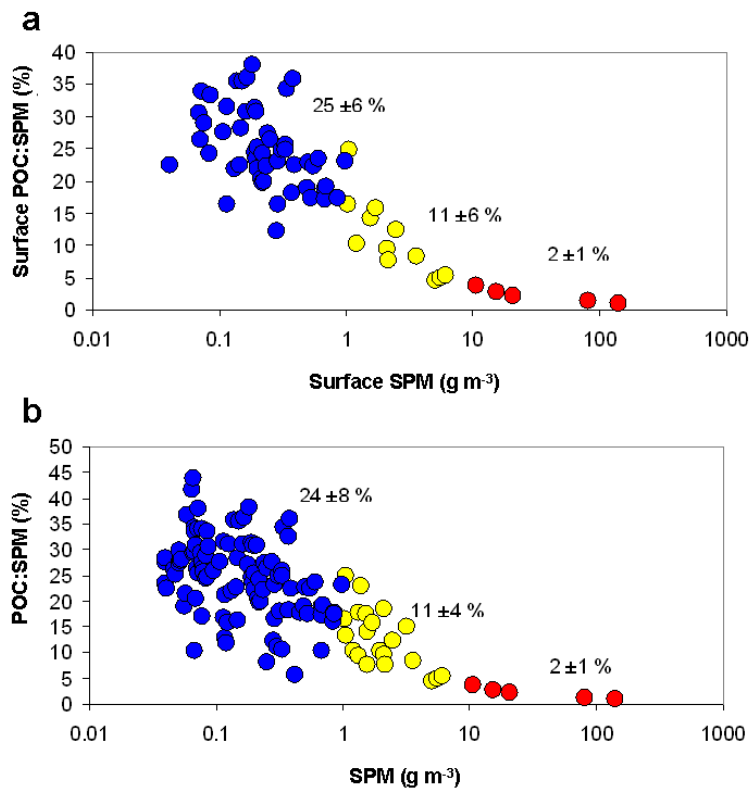 a
Surface POC:SPM (%)
40
35
30
25
20
15
10
5
0
25 ±6 %
11 ±6 %
2 ±1 %
0.01 0.1 1 10 100 1000
Surface SPM (g m-3)
b
POC:SPM (%)
50
45
40
35
30
25
20
15
10
5
0
24 ±8 %
11 ±4 %
2 ±1 %
0.01 0.1 1 10 100 1000
SPM (g m-3)